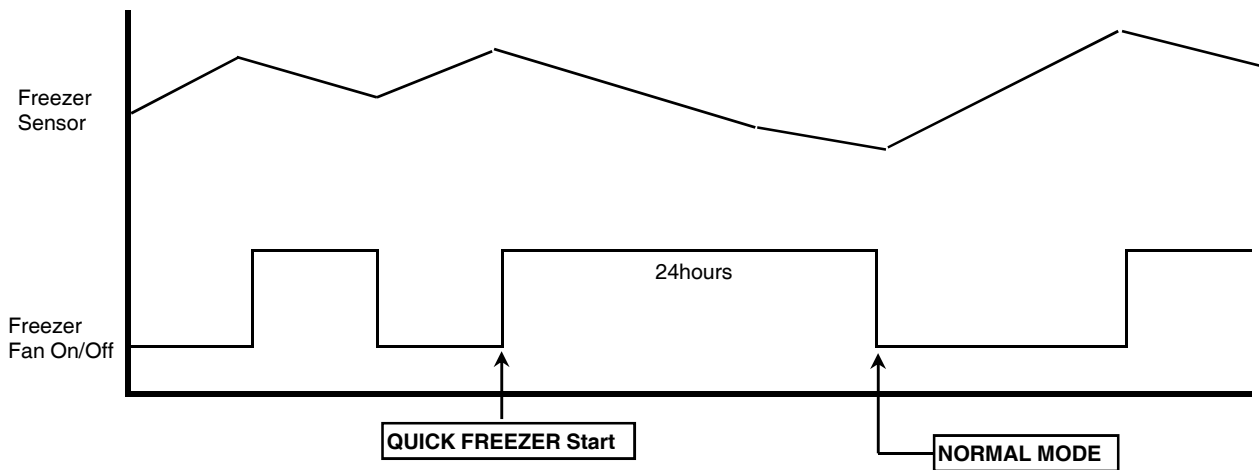 Freezer
Sensor
24hours
Freezer
Fan On/Off
QUICK FREEZER Start
NORMAL MODE